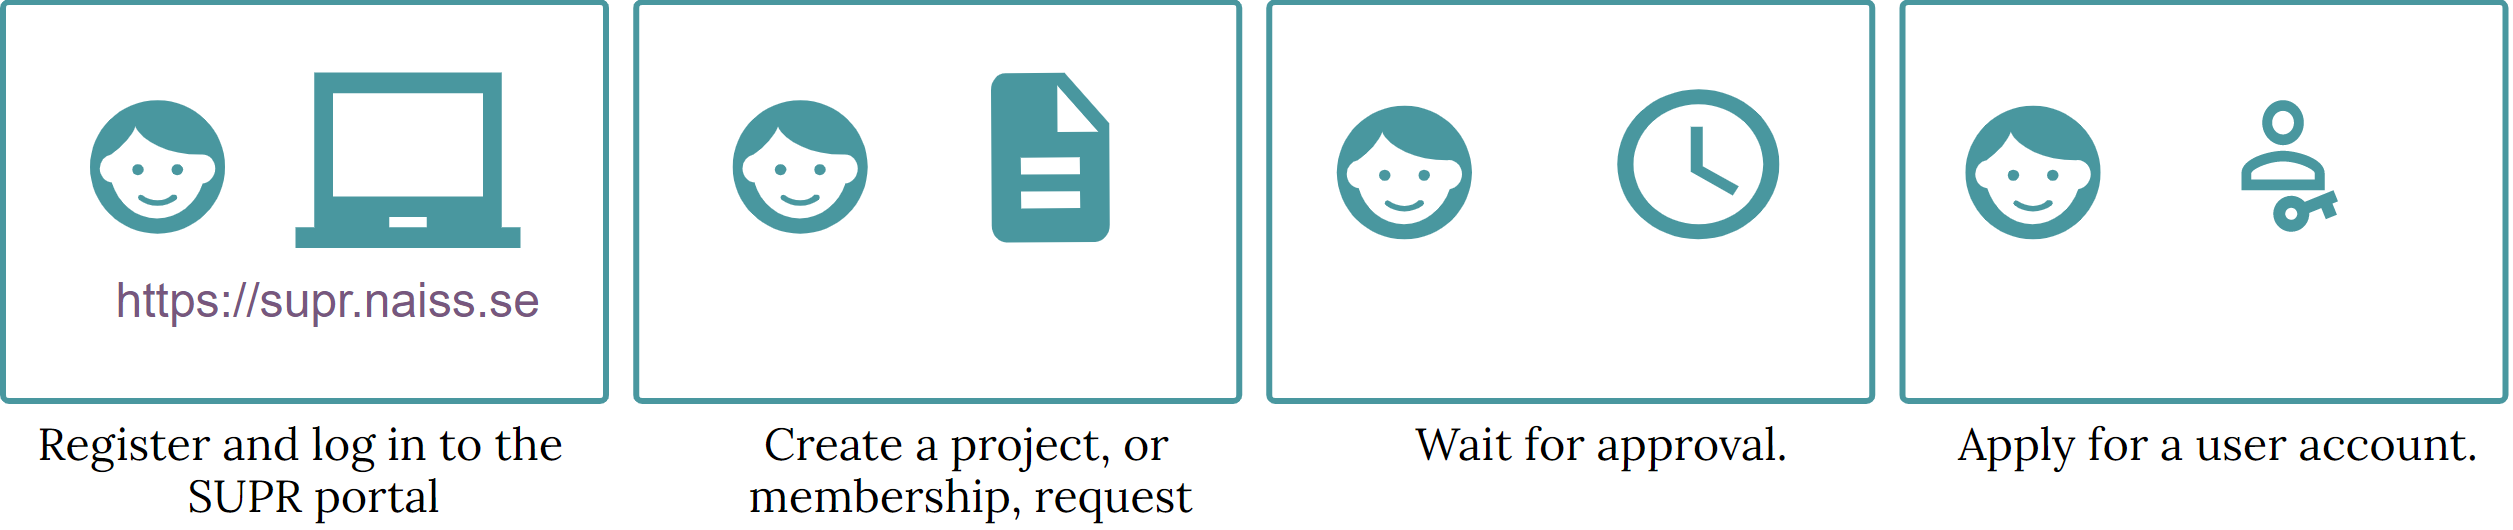 https://supr.naiss.se
Register and log in to the
SUPR portal
Create a project, or
membership, request
Wait for approval.
Apply for a user account.